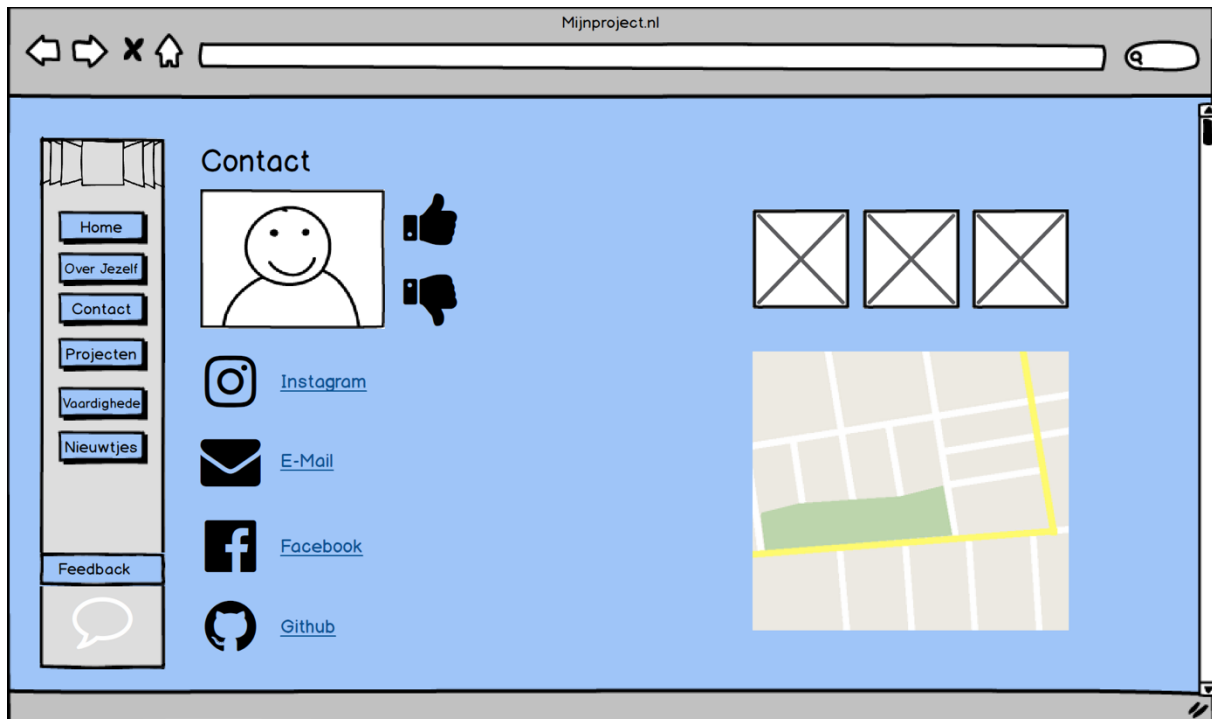 Mijnproject.nl
Contact
Home
Over Jezelf
Contact
Projecten
Vaardighede
Nieuwtjes
Feedback
Instagram
E-Mail
Facebook
Github